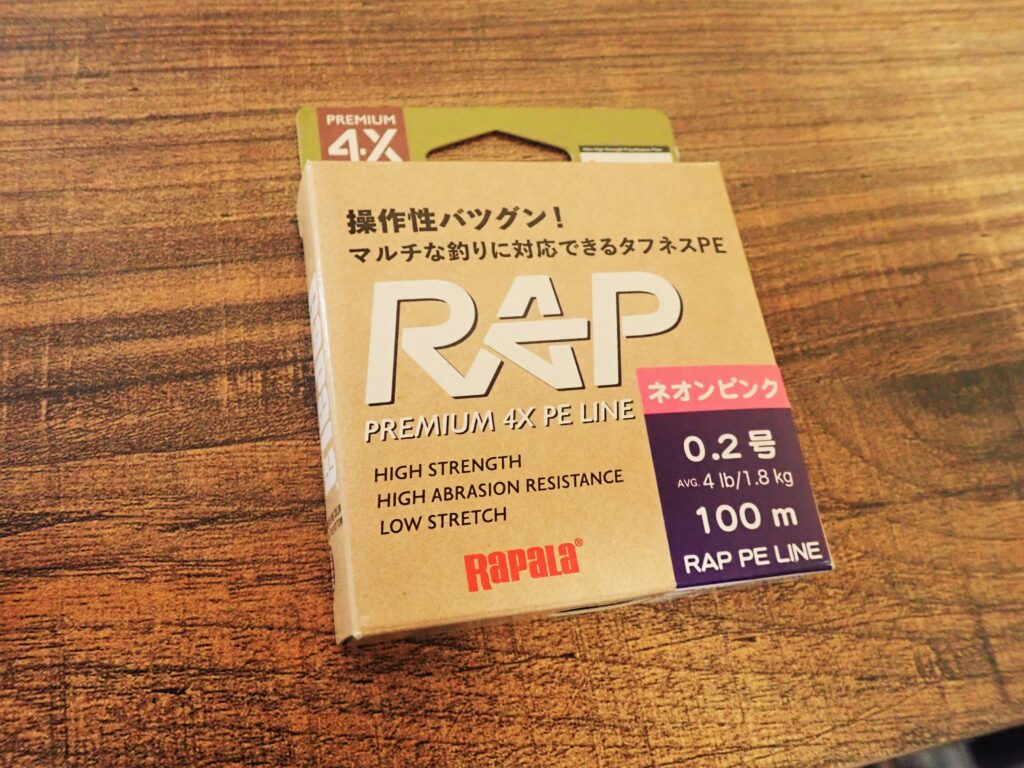 PREMIUM
4X
操作性バツグン!
マルチな釣りに対応できるタフネスPE
RAP
PREMIUM 4X PE LINE
ネオンピンク
0.2号
AVG. 4 lb/1.8 kg
100 m
RAP PE LINE
HIGH STRENGTH
HIGH ABRASION RESISTANCE
LOW STRETCH
Rapala®